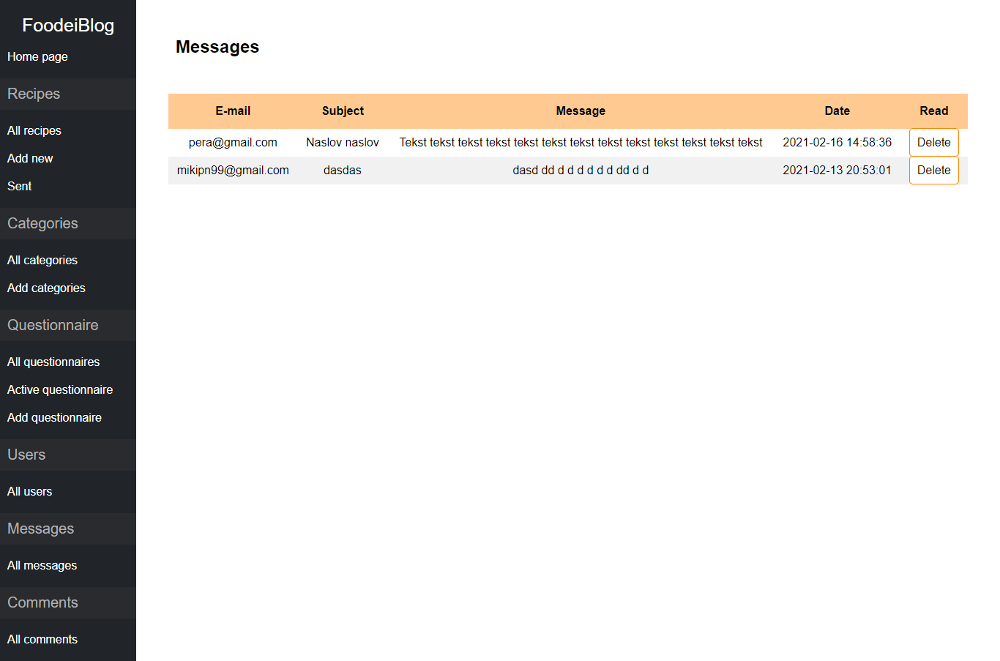 FoodeiBlog
Home page
Recipes
All recipes
Add new
Sent
Categories
All categories
Add categories
Questionnaire
All questionnaires
Active questionnaire
Add questionnaire
Users
All users
Messages
All messages
Comments
All comments
Messages
E-mail Subject Message Date Read
pera@gmail.com Naslov naslov Tekst tekst tekst tekst tekst tekst tekst tekst tekst tekst tekst tekst tekst 2021-02-16 14:58:36 Delete
mikipn99@gmail.com dasdas dasd dd d d d d d d dd d d 2021-02-13 20:53:01 Delete